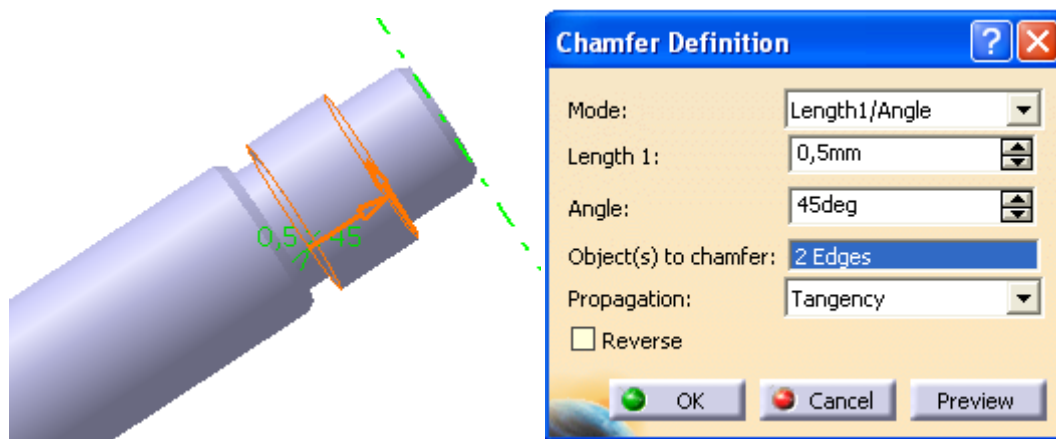 0,5 x 45
Chamfer Definition
Mode: Length1/Angle
Length 1: 0,5mm
Angle: 45deg
Object(s) to chamfer: 2 Edges
Propagation: Tangency
Reverse
OK Cancel Preview